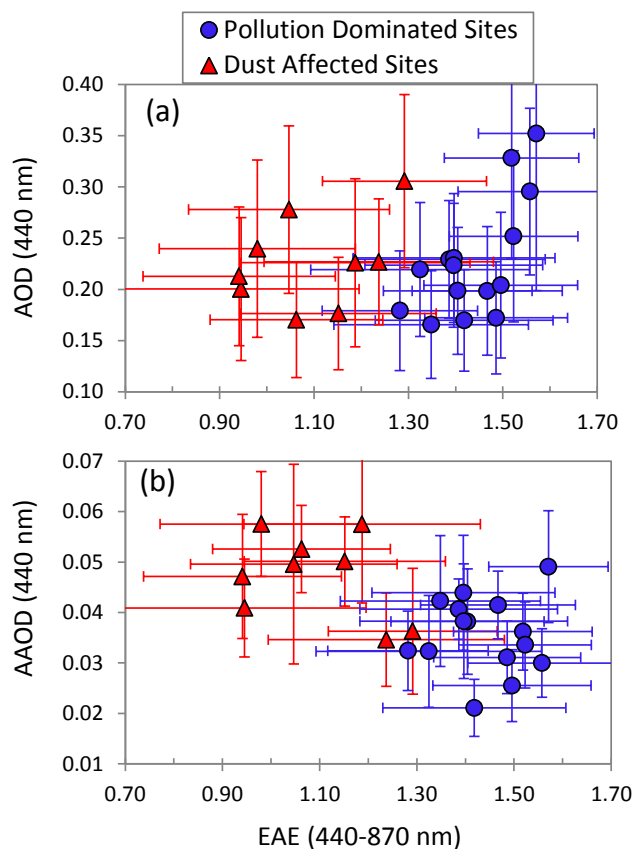 Pollution Dominated Sites
Dust Affected Sites
(a)
AOD (440 nm)
0.40
0.35
0.30
0.25
0.20
0.15
0.10
0.70 0.90 1.10 1.30 1.50 1.70
(b)
AAOD (440 nm)
0.07
0.06
0.05
0.04
0.03
0.02
0.01
0.70 0.90 1.10 1.30 1.50 1.70
EAE (440-870 nm)